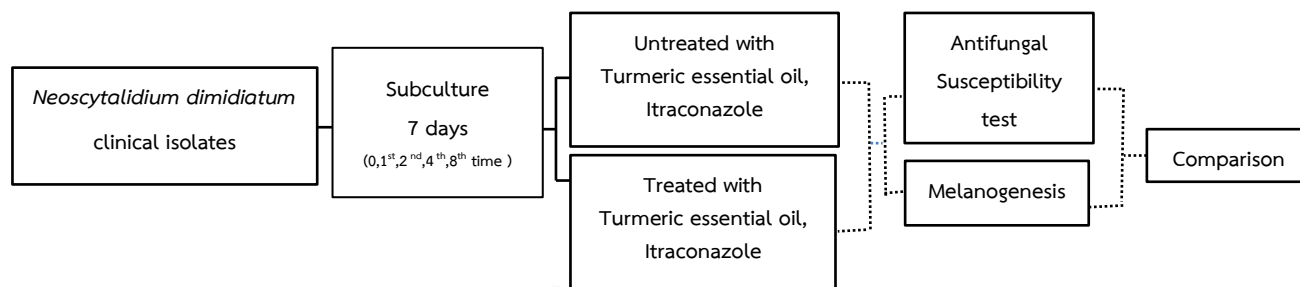 Neoscytalidium dimidiatum
clinical isolates
Subculture
7 days
(0,1st,2nd,4th,8th time )
Untreated with
Turmeric essential oil,
Itraconazole
Treated with
Turmeric essential oil,
Itraconazole
Antifungal
Susceptibility
test
Melanogenesis
Comparison